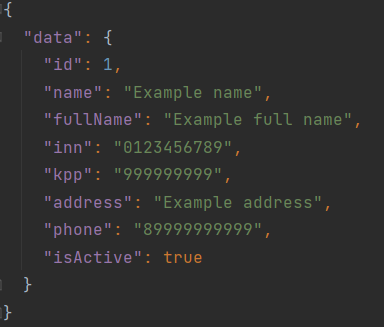 {
"data": {
"id": 1,
"name": "Example name",
"fullName": "Example full name",
"inn": "0123456789",
"kpp": "999999999",
"address": "Example address",
"phone": "89999999999",
"isActive": true
}
}